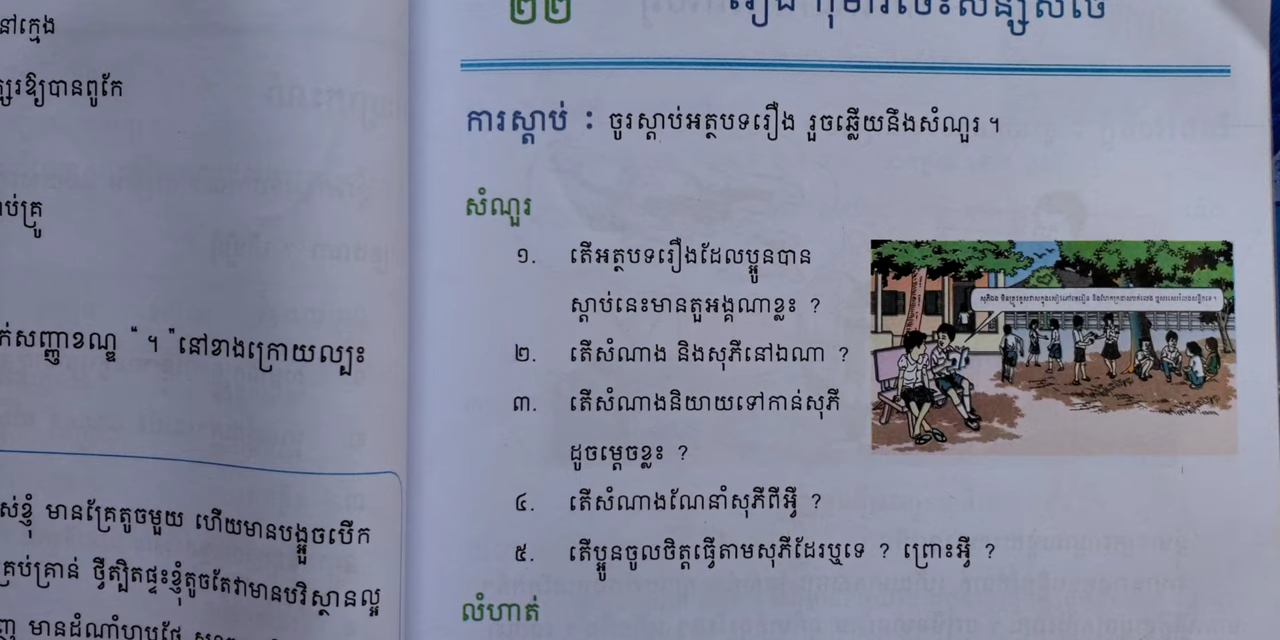 នៅក្មេង
ឱ្យបានពូកែ
គ្រូ
សញ្ញាខណ្ឌ “ ។ ”នៅខាងក្រោយល្បះ
ខ្ញុំ មានគ្រែតូចមួយ ហើយមានបង្អួចបើក
គ្រប់គ្រាន់ ថ្វីត្បិតផ្ទះខ្ញុំតូចតែវាមានបរិស្ថានល្អ
មានដំណាំហូបផ្លែ
២២
ការស្តាប់ : ចូរស្តាប់អត្ថបទរឿង រួចឆ្លើយនឹងសំណួរ ។
សំណួរ
១. តើអត្ថបទរឿងដែលប្អូនបាន
ស្តាប់នេះមានតួអង្គណាខ្លះ ?
២. តើសំណាង និងសុភីនៅឯណា ?
៣. តើសំណាងនិយាយទៅកាន់សុភី
ដូចម្តេចខ្លះ ?
៤. តើសំណាងណែនាំសុភីពីអ្វី ?
៥. តើប្អូនចូលចិត្តធ្វើតាមសុភីដែរឬទេ ? ព្រោះអ្វី ?
លំហាត់